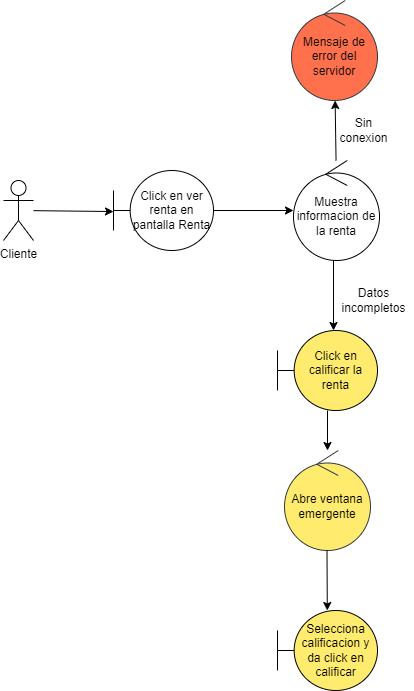 Mensaje de
error del
servidor
Sin
conexion
Click en ver
renta en
pantalla Renta
Muestra
informacion de
la renta
Cliente
Datos
incompletos
Click en
calificar la
renta
Abre ventana
emergente
Selecciona
calificacion y
da click en
calificar